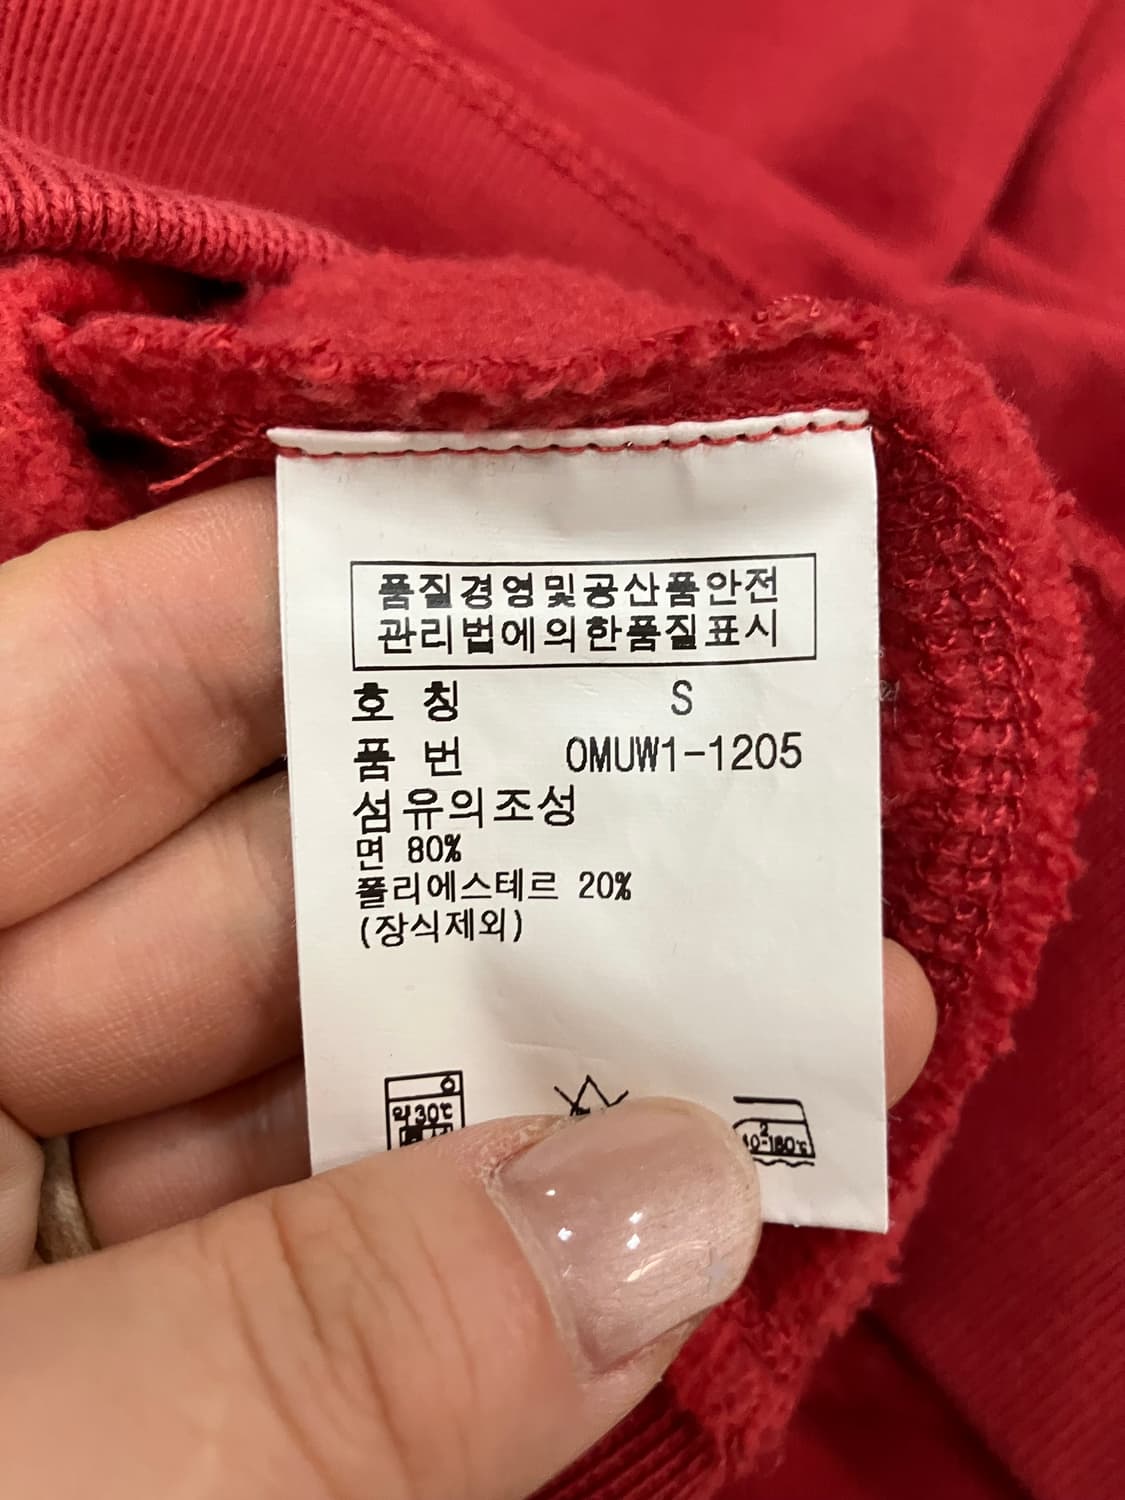 품질경영및공산품안전
관리법에의한품질표시
호 칭 S
품 번 OMUW1-1205
섬유의조성
면 80%
폴리에스테르 20%
(장식제외)
약30℃